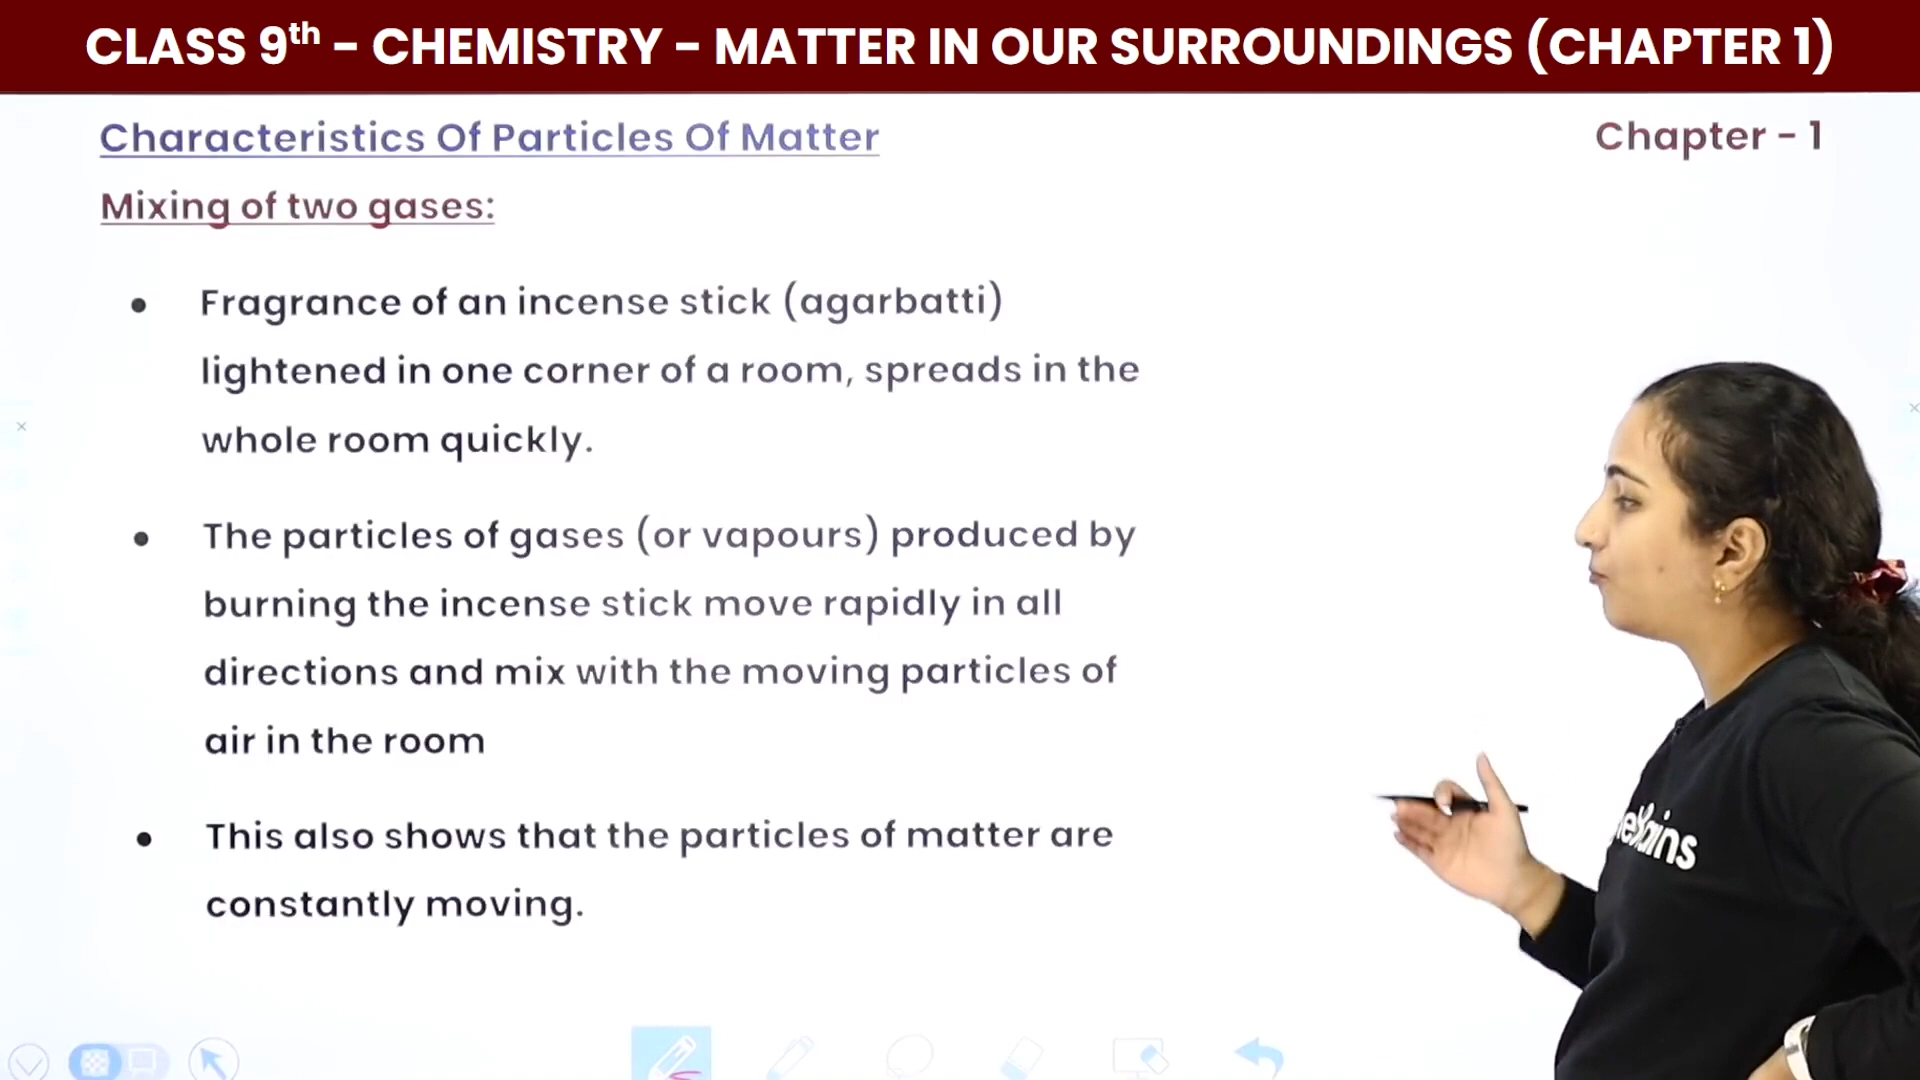 CLASS 9th – CHEMISTRY – MATTER IN OUR SURROUNDINGS (CHAPTER 1)
Characteristics Of Particles Of Matter
Chapter - 1
Mixing of two gases:
• Fragrance of an incense stick (agarbatti)
lightened in one corner of a room, spreads in the
whole room quickly.
• The particles of gases (or vapours) produced by
burning the incense stick move rapidly in all
directions and mix with the moving particles of
air in the room
• This also shows that the particles of matter are
constantly moving.